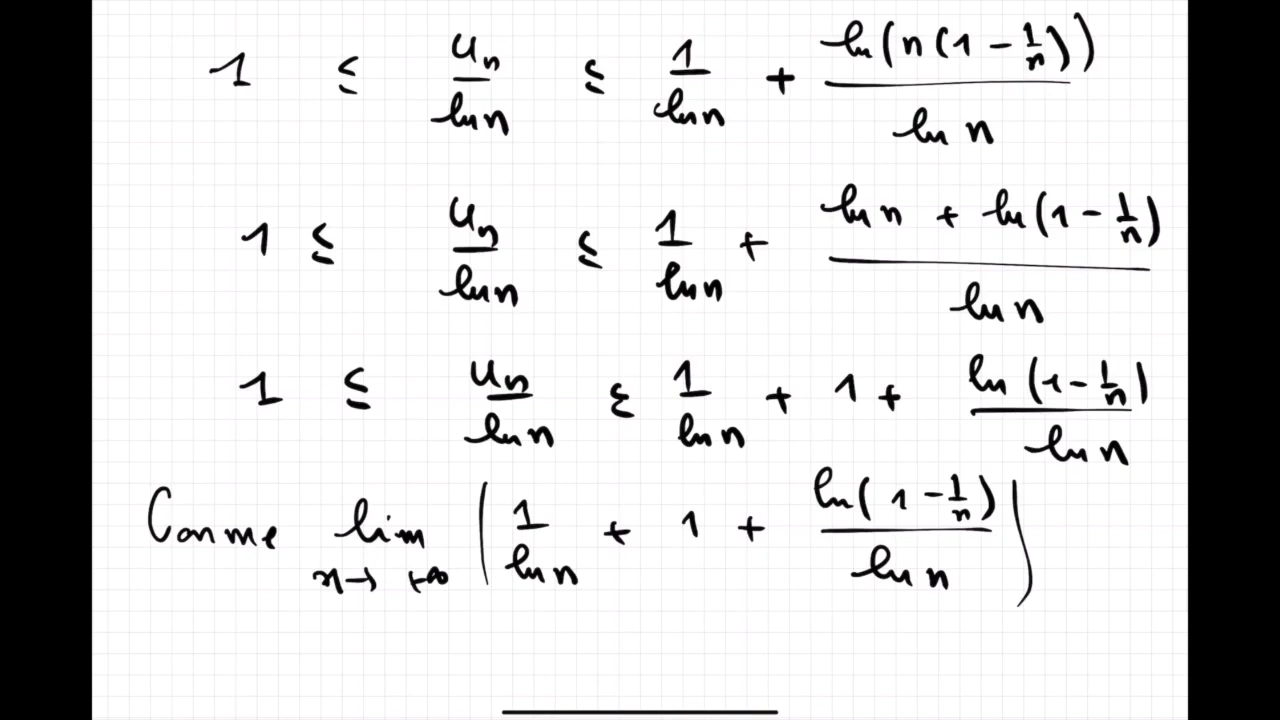 1 ≤ u_n / ln n ≤ 1 / ln n + ln(n(1 - 1/n)) / ln n
1 ≤ u_n / ln n ≤ 1 / ln n + (ln n + ln(1 - 1/n)) / ln n
1 ≤ u_n / ln n ≤ 1 / ln n + 1 + ln(1 - 1/n) / ln n
Comme lim n→+∞ (1 / ln n + 1 + ln(1 - 1/n) / ln n)